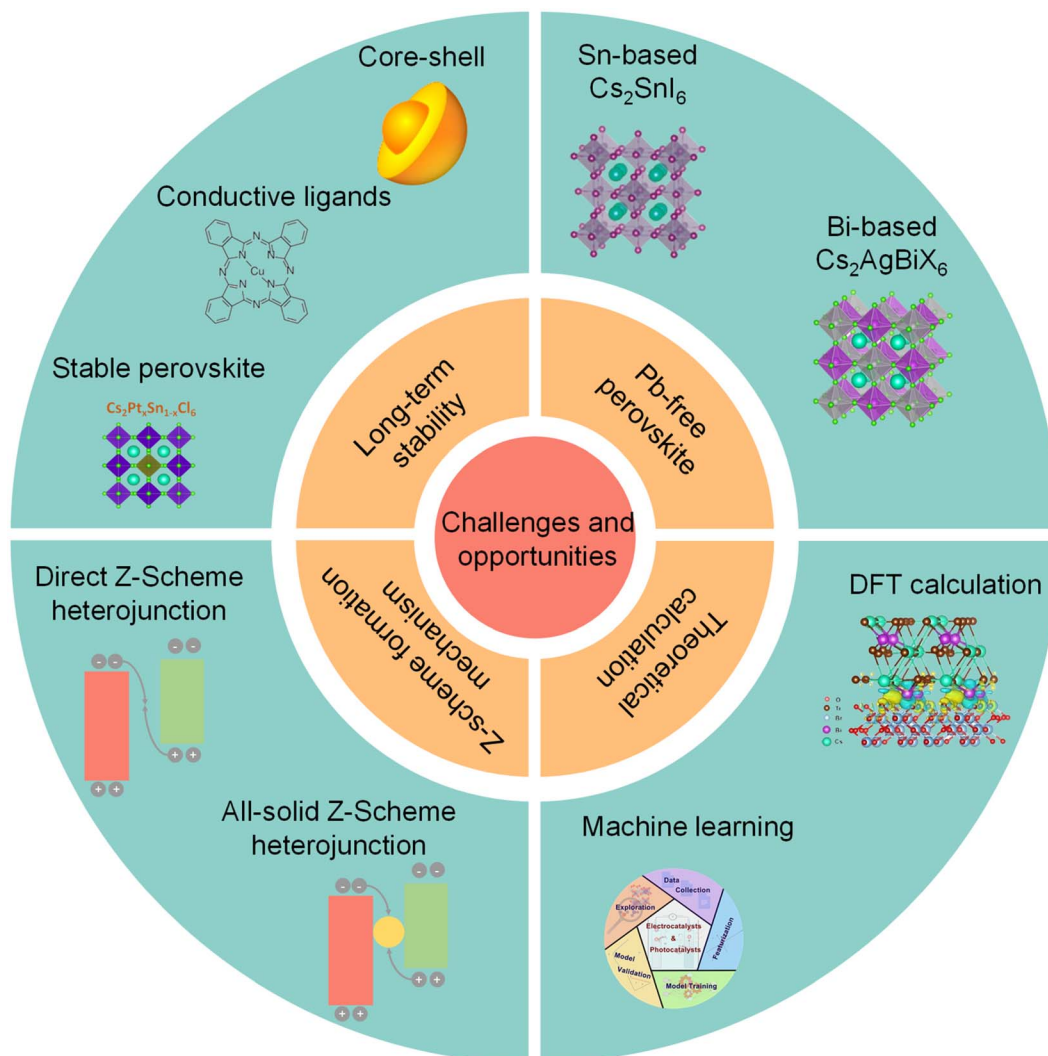 Core-shell
Conductive ligands
N
N
N
N
Cu
N
N
N
N
Stable perovskite
Cs₂PtₓSn₁₋ₓCl₆
Sn-based
Cs₂SnI₆
Bi-based
Cs₂AgBiX₆
Long-term
stability
Pb-free
perovskite
Challenges and
opportunities
Z-scheme formation
mechanism
Theoretical
calculation
Direct Z-Scheme
heterojunction
- -
- -
+ +
+ +
All-solid Z-Scheme
heterojunction
- -
- -
+ +
+ +
DFT calculation
Machine learning
Data
Collection
Exploration
Electrocatalysts
&
Photocatalysts
Featurization
Model
Validation
Model Training